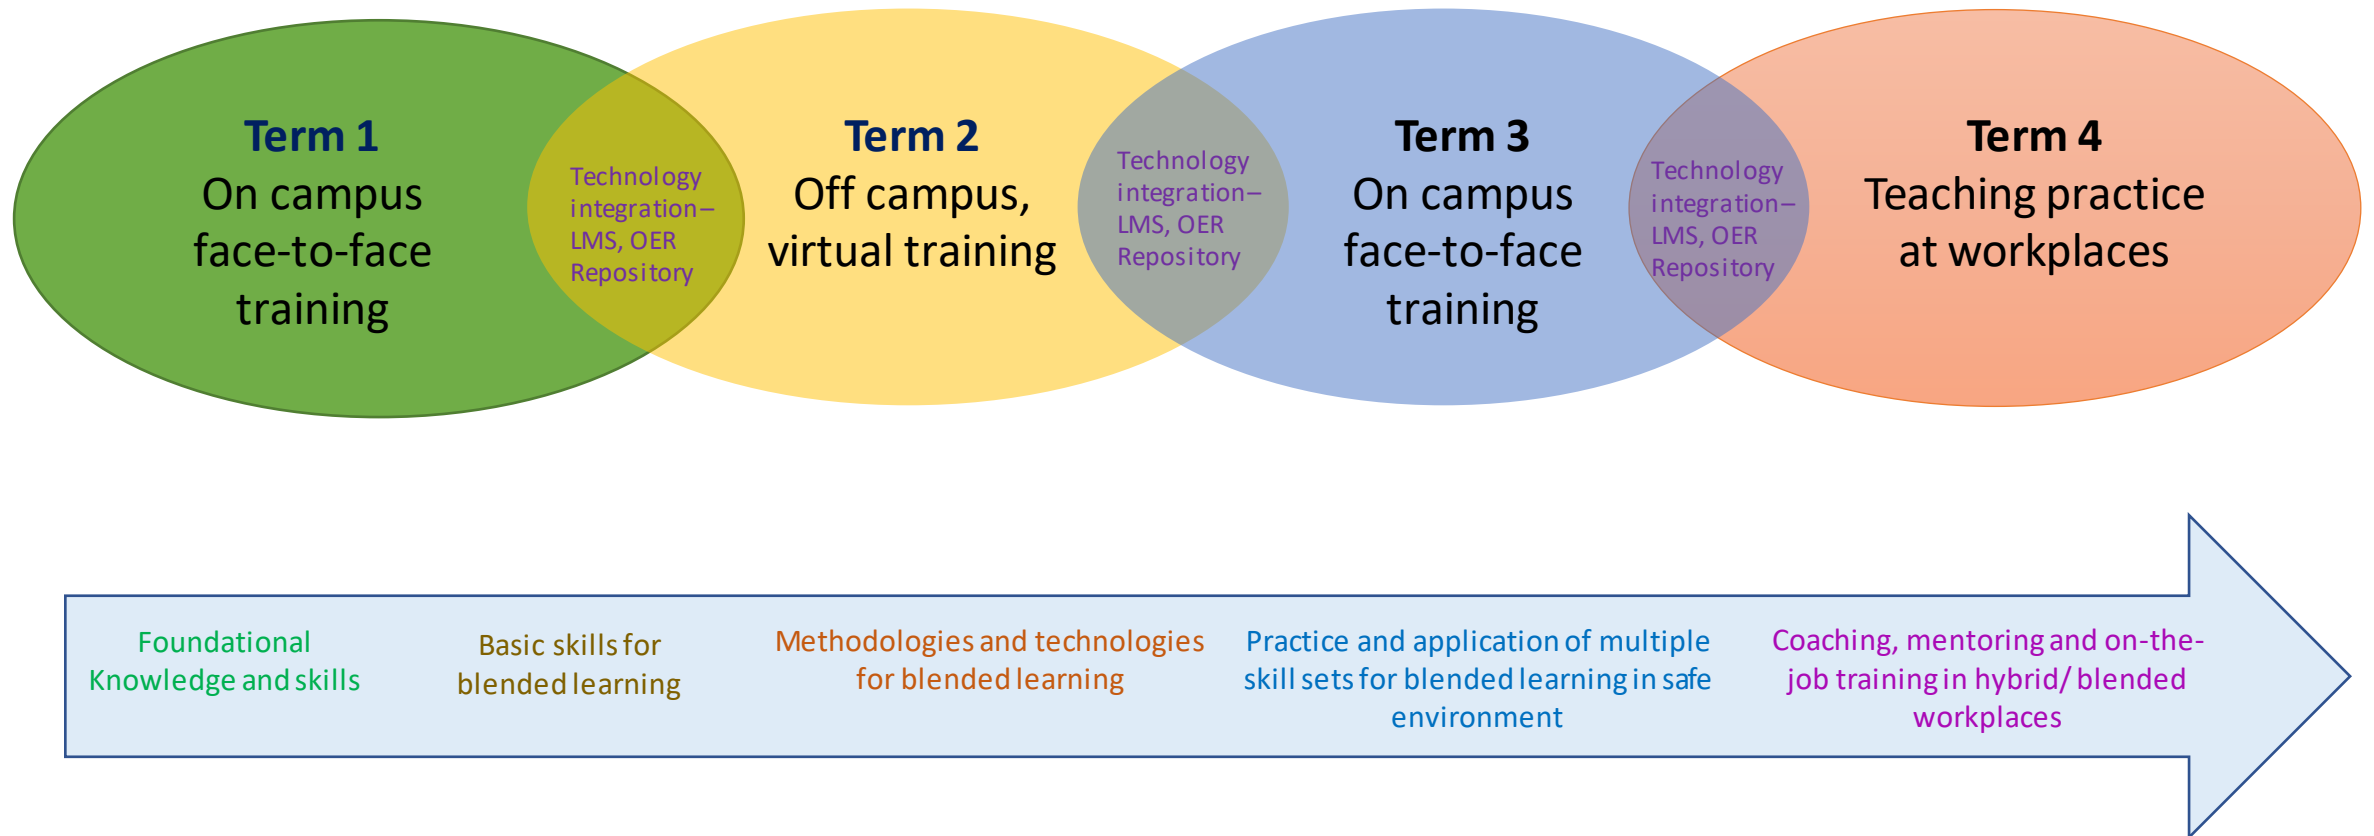 Term 1
On campus
face-to-face
training
Technology
integration–
LMS, OER
Repository
Term 2
Off campus,
virtual training
Technology
integration–
LMS, OER
Repository
Term 3
On campus
face-to-face
training
Technology
integration–
LMS, OER
Repository
Term 4
Teaching practice
at workplaces
Foundational
Knowledge and skills
Basic skills for
blended learning
Methodologies and technologies
for blended learning
Practice and application of multiple
skill sets for blended learning in safe
environment
Coaching, mentoring and on-the-
job training in hybrid/ blended
workplaces